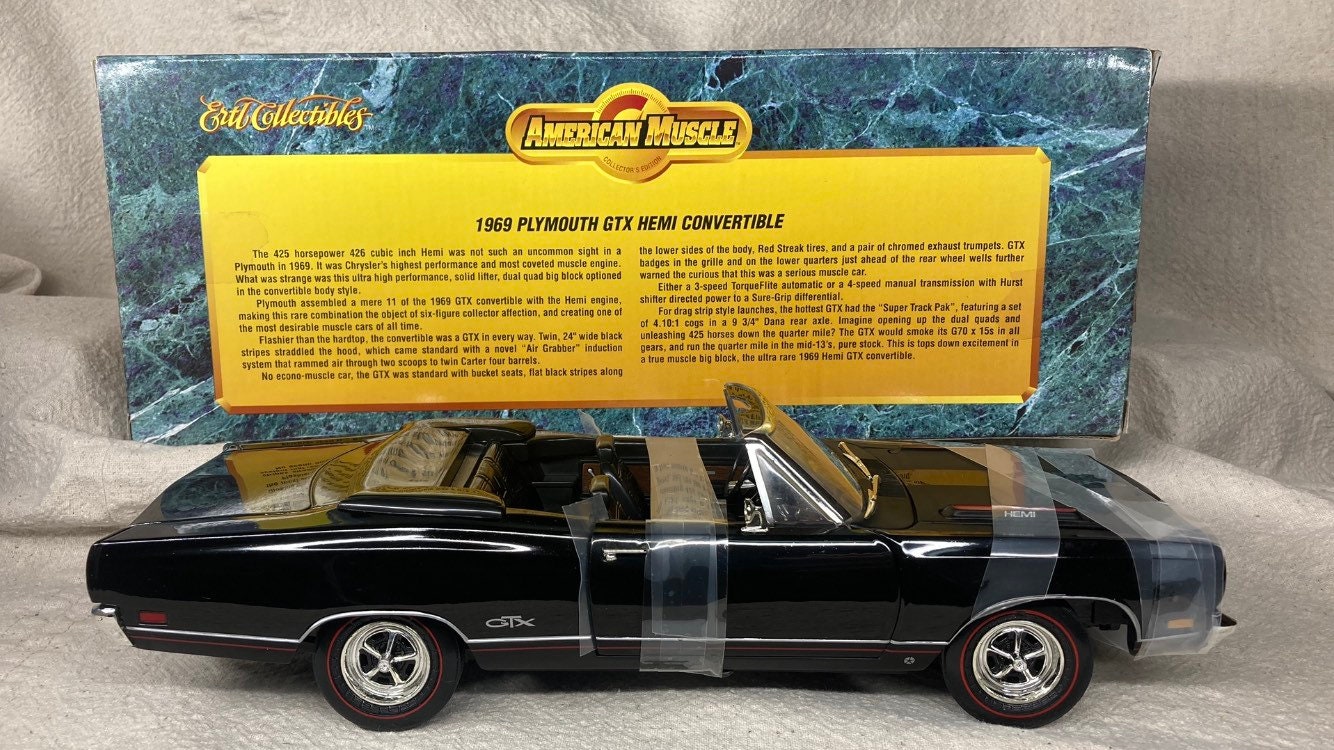 Ertl Collectibles™
AMERICAN MUSCLE™
COLLECTOR'S EDITION
1969 PLYMOUTH GTX HEMI CONVERTIBLE
The 425 horsepower 426 cubic inch Hemi was not such an uncommon sight in a
Plymouth in 1969. It was Chrysler's highest performance and most coveted muscle engine.
What was strange was this ultra high performance, solid lifter, dual quad big block optioned
in the convertible body style.
Plymouth assembled a mere 11 of the 1969 GTX convertible with the Hemi engine,
making this rare combination the object of six-figure collector affection, and creating one of
the most desirable muscle cars of all time.
Flashier than the hardtop, the convertible was a GTX in every way. Twin, 24" wide black
stripes straddled the hood, which came standard with a novel "Air Grabber" induction
system that rammed air through two scoops to twin Carter four barrels.
No econo-muscle car, the GTX was standard with bucket seats, flat black stripes along
the lower sides of the body, Red Streak tires, and a pair of chromed exhaust trumpets. GTX
badges in the grille and on the lower quarters just ahead of the rear wheel wells further
warned the curious that this was a serious muscle car.
Either a 3-speed TorqueFlite automatic or a 4-speed manual transmission with Hurst
shifter directed power to a Sure-Grip differential.
For drag strip style launches, the hottest GTX had the "Super Track Pak", featuring a set
of 4.10:1 cogs in a 9 3/4" Dana rear axle. Imagine opening up the dual quads and
unleashing 425 horses down the quarter mile? The GTX would smoke its G70 x 15s in all
gears, and run the quarter mile in the mid-13's, pure stock. This is tops down excitement in
a true muscle big block, the ultra rare 1969 Hemi GTX convertible.
HEMI
GTX